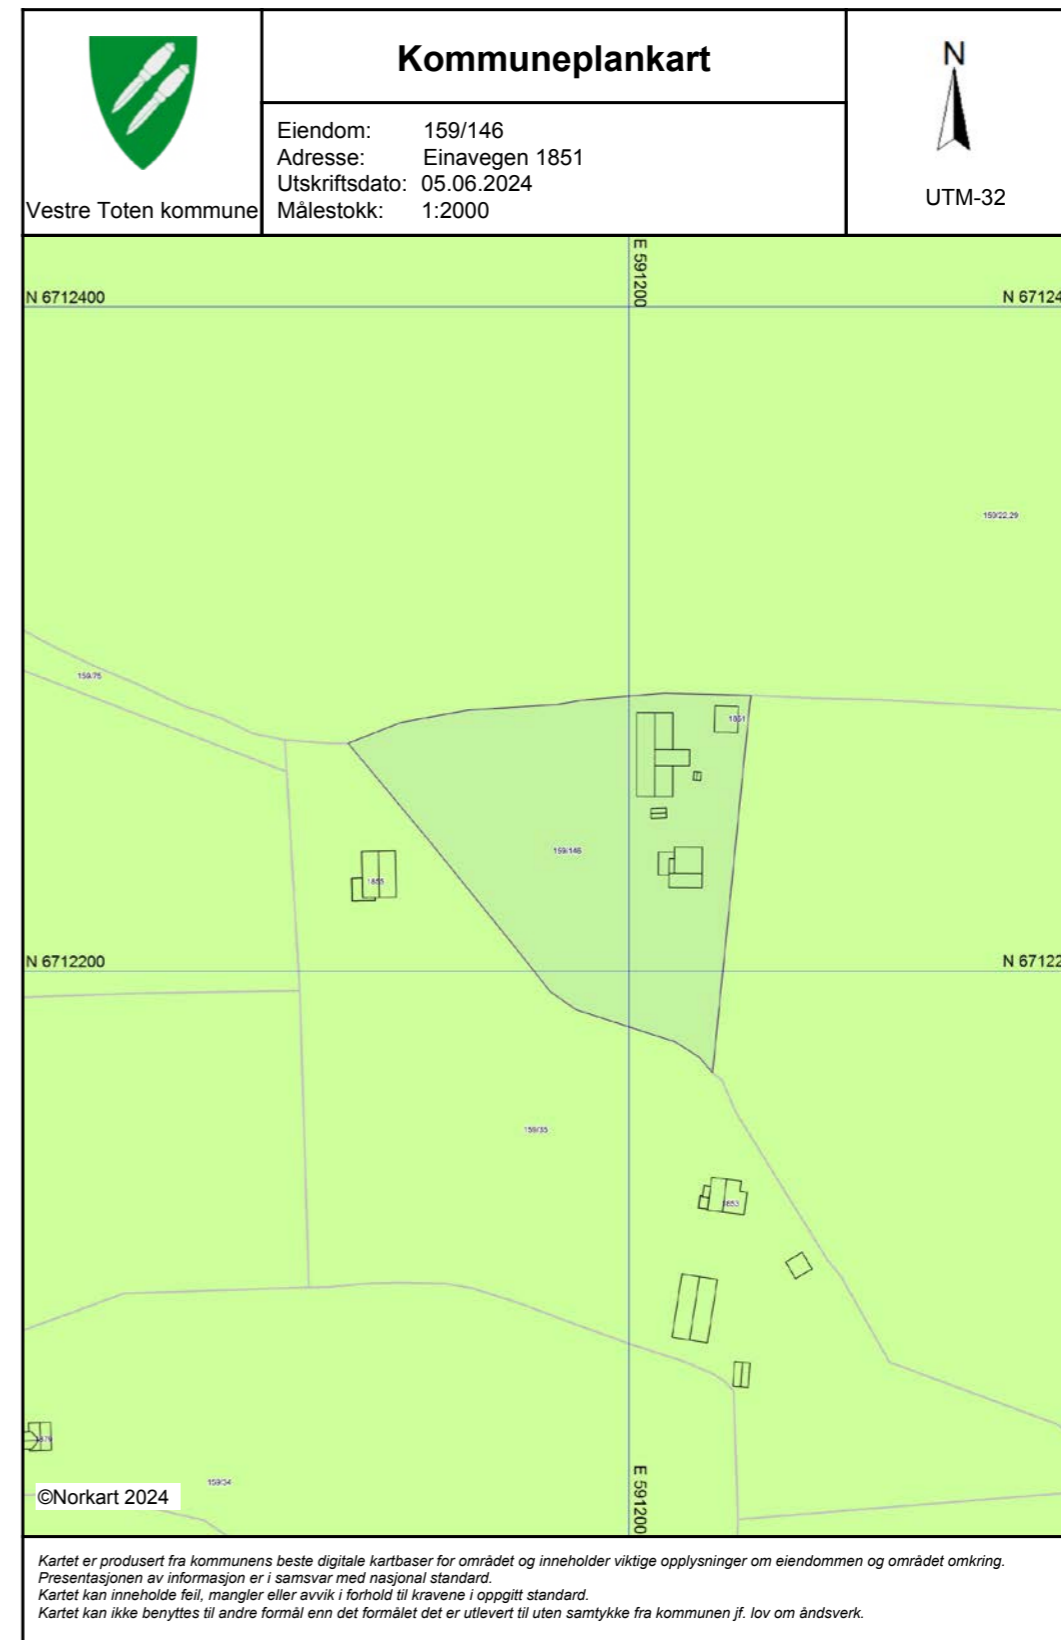 Vestre Toten kommune
Kommuneplankart
Eiendom: 159/146
Adresse: Einavegen 1851
Utskriftsdato: 05.06.2024
Målestokk: 1:2000
N
UTM-32
E 591200
N 6712400
N 67124
159/22,29
159/75
1851
159/146
1855
N 6712200
N 67122
159/35
1853
1879
159/34
E 591200
©Norkart 2024
Kartet er produsert fra kommunens beste digitale kartbaser for området og inneholder viktige opplysninger om eiendommen og området omkring.
Presentasjonen av informasjon er i samsvar med nasjonal standard.
Kartet kan inneholde feil, mangler eller avvik i forhold til kravene i oppgitt standard.
Kartet kan ikke benyttes til andre formål enn det formålet det er utlevert til uten samtykke fra kommunen jf. lov om åndsverk.